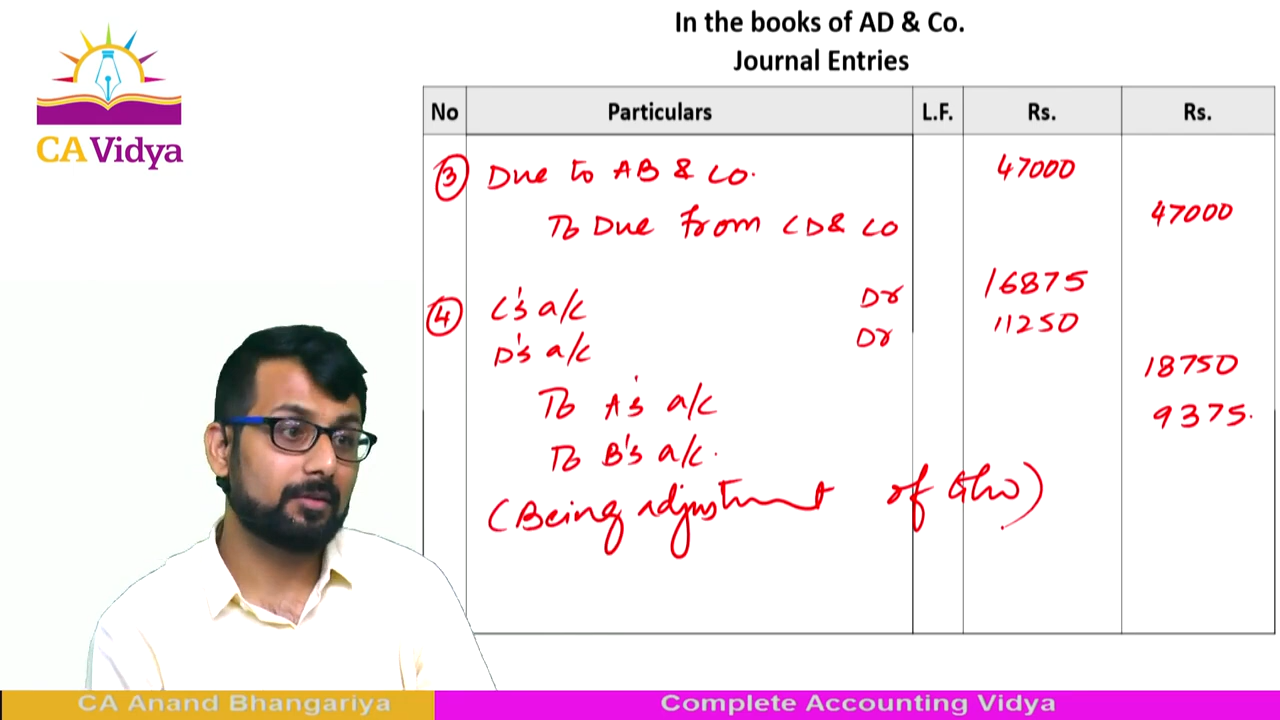 In the books of AD & Co.
Journal Entries
CA Vidya
No Particulars L.F. Rs. Rs.
3 Due to AB & Co. 47000
To Due from CD & Co 47000
4 C's a/c Dr 16875
D's a/c Dr 11250
To A's a/c 18750
To B's a/c. 9375.
(Being adjustment of G/w)
CA Anand Bhangariya Complete Accounting Vidya